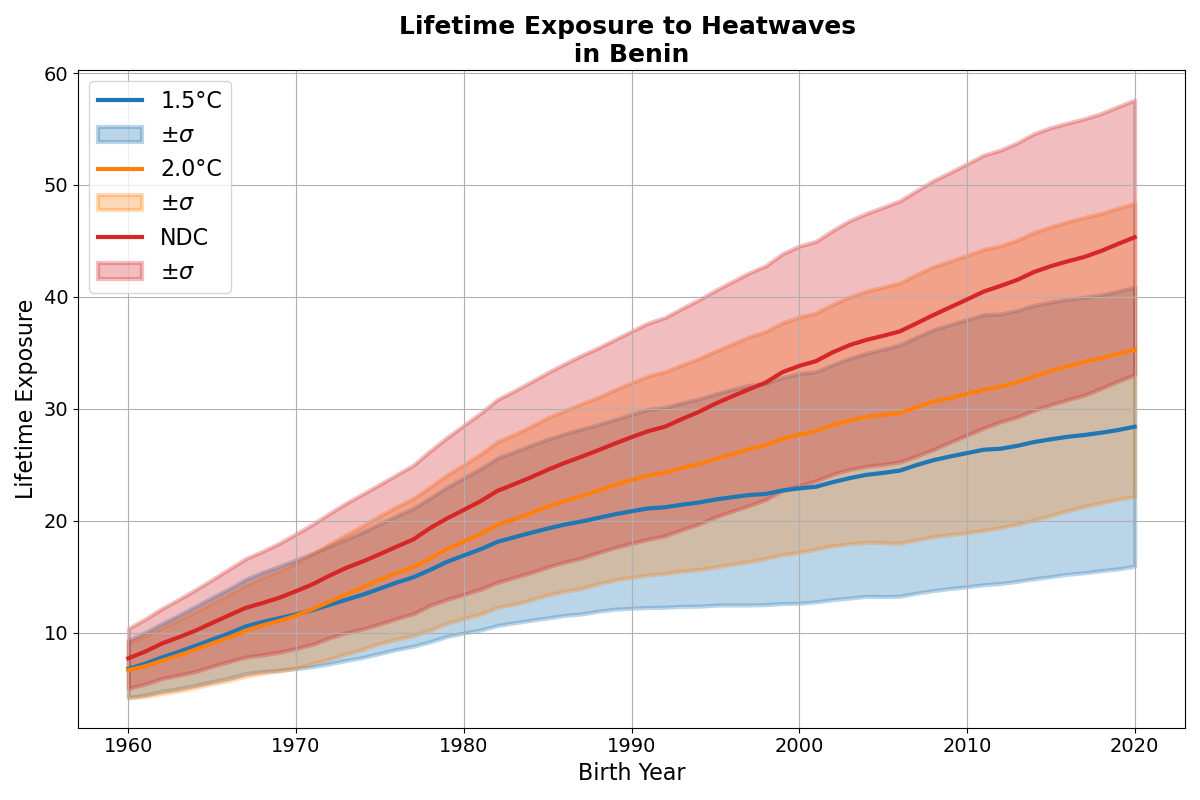 Lifetime Exposure to Heatwaves
in Benin
60
50
40
30
20
10
Lifetime Exposure
1.5°C
±σ
2.0°C
±σ
NDC
±σ
1960
1970
1980
1990
2000
2010
2020
Birth Year